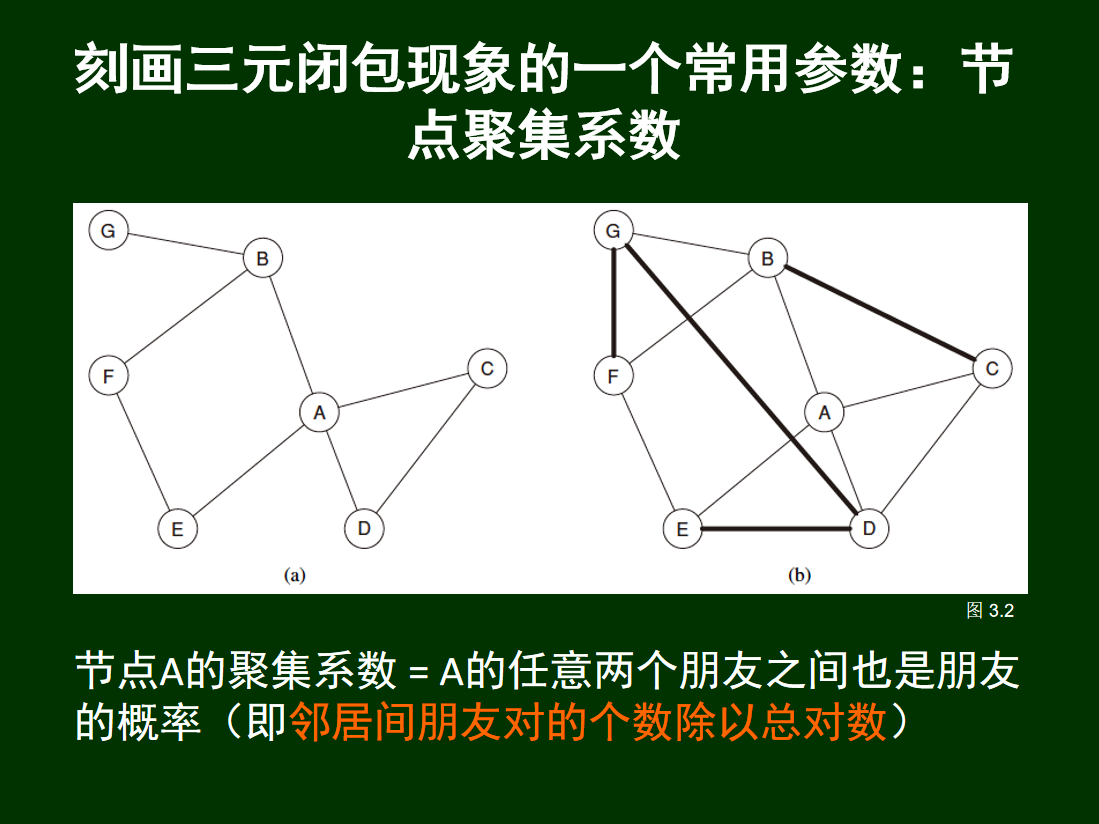 刻画三元闭包现象的一个常用参数：节
点聚集系数
G
B
F
C
A
E
D
(a)
G
B
F
C
A
E
D
(b)
图 3.2
节点A的聚集系数 = A的任意两个朋友之间也是朋友
的概率（即邻居间朋友对的个数除以总对数）